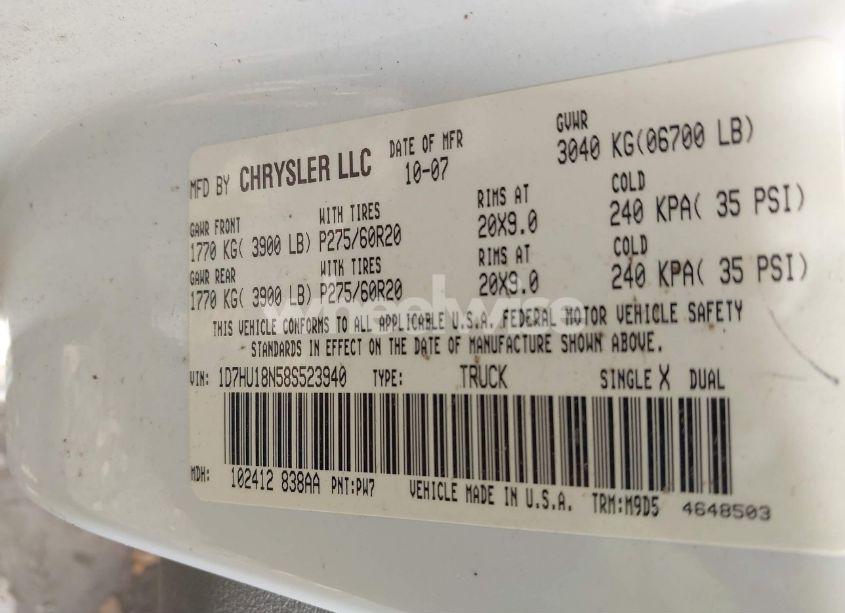 MFD BY CHRYSLER LLC DATE OF MFR 10-07 GVWR 3040 KG(06700 LB)
GAWR FRONT WITH TIRES RIMS AT COLD
1770 KG( 3900 LB) P275/60R20 20X9.0 240 KPA( 35 PSI)
GAWR REAR WITH TIRES RIMS AT COLD
1770 KG( 3900 LB) P275/60R20 20X9.0 240 KPA( 35 PSI)
THIS VEHICLE CONFORMS TO ALL APPLICABLE U.S.A. FEDERAL MOTOR VEHICLE SAFETY
STANDARDS IN EFFECT ON THE DATE OF MANUFACTURE SHOWN ABOVE.
VIN: 1D7HU18N58S523940 TYPE: TRUCK SINGLE X DUAL
MDH: 102412 838AA PNT:PW7 VEHICLE MADE IN U.S.A. TRM:M9D5 4648503